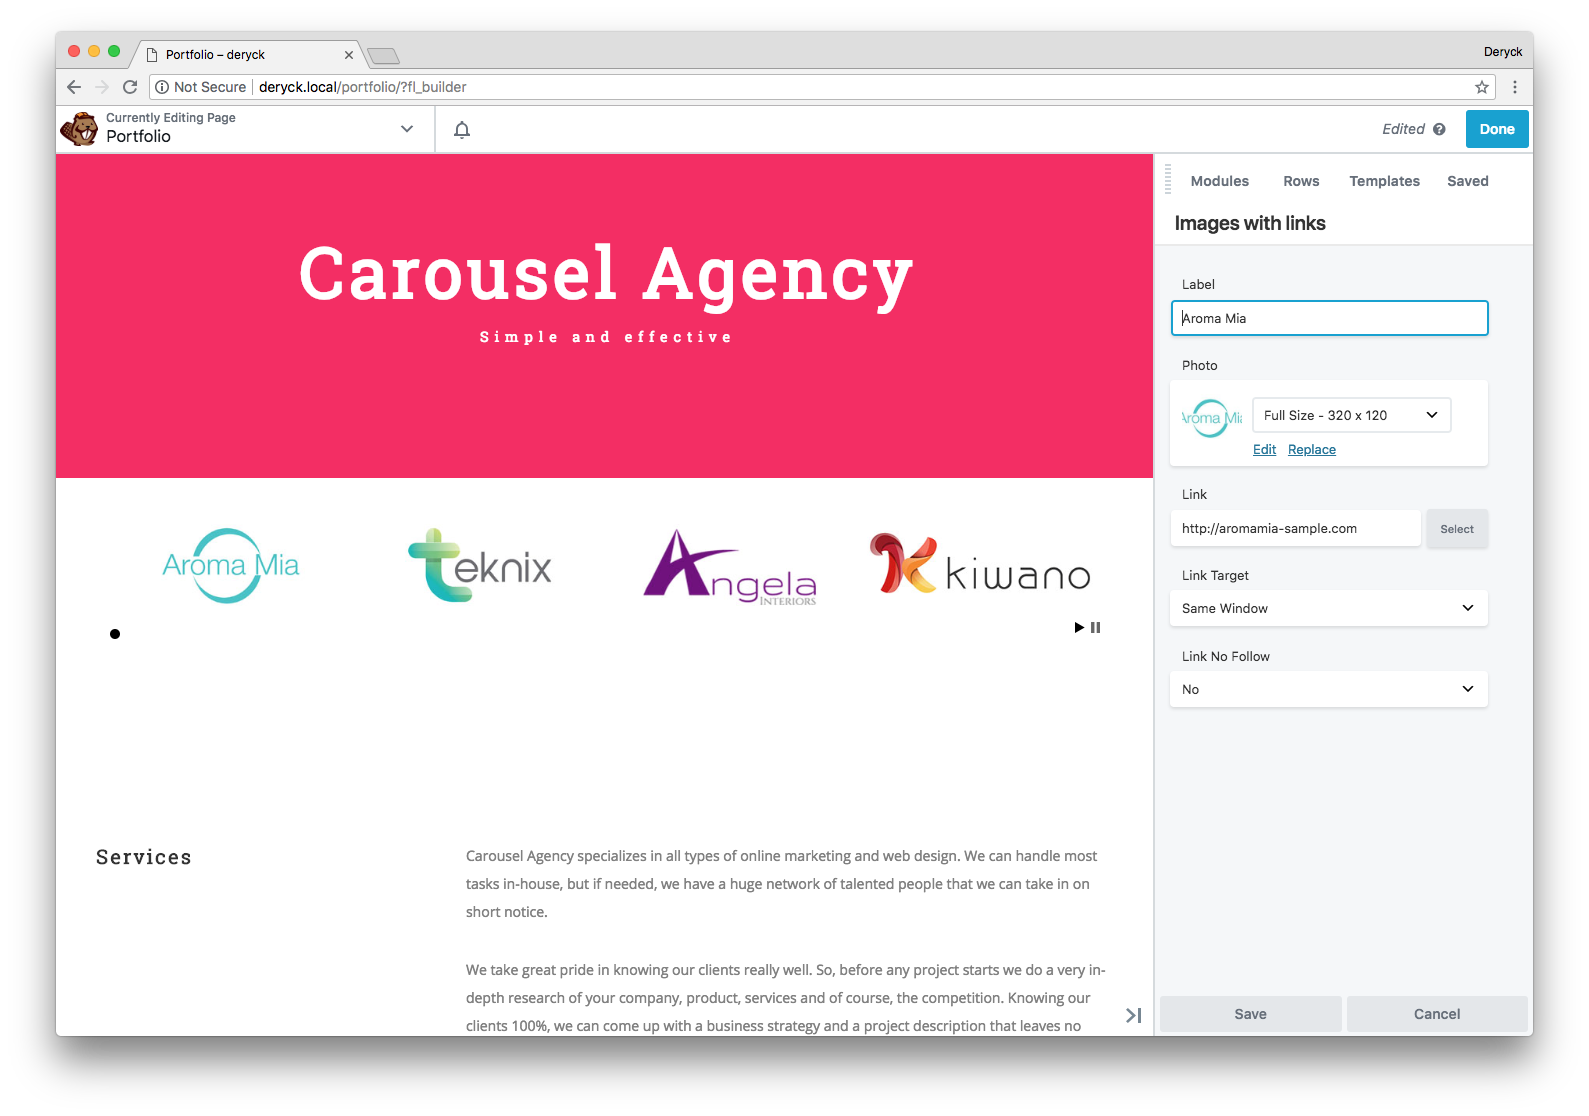 Portfolio – deryck
Deryck
Not Secure | deryck.local/portfolio/?fl_builder
Currently Editing Page
Portfolio
Edited
Done
Carousel Agency
Simple and effective
Aroma Mia
teknix
Angela
INTERIORS
kiwano
Services
Carousel Agency specializes in all types of online marketing and web design. We can handle most
tasks in-house, but if needed, we have a huge network of talented people that we can take in on
short notice.
We take great pride in knowing our clients really well. So, before any project starts we do a very in-
depth research of your company, product, services and of course, the competition. Knowing our
clients 100%, we can come up with a business strategy and a project description that leaves no
Modules Rows Templates Saved
Images with links
Label
Aroma Mia
Photo
Aroma Mi
Full Size - 320 x 120
Edit Replace
Link
http://aromamia-sample.com
Select
Link Target
Same Window
Link No Follow
No
Save
Cancel